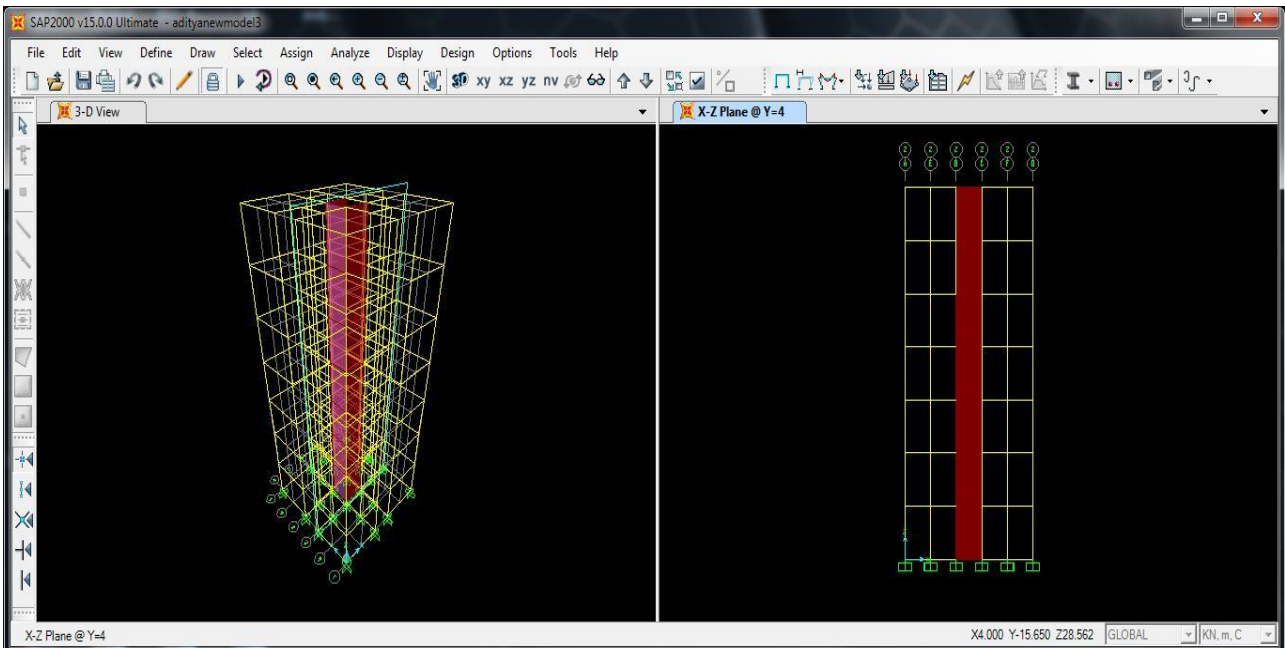 SAP2000 v15.0.0 Ultimate - adityanewmodel3
File Edit View Define Draw Select Assign Analyze Display Design Options Tools Help
3D xy xz yz nv
3-D View
X-Z Plane @ Y=4
X-Z Plane @ Y=4 X4.000 Y-15.650 Z28.562 GLOBAL KN, m, C